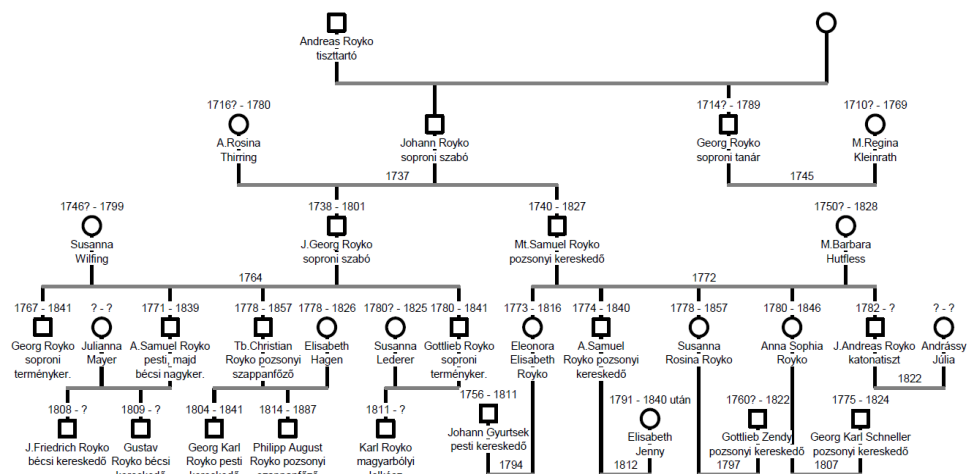 Andreas Royko
tiszttartó
1716? - 1780
1714? - 1789
1710? - 1769
A.Rosina
Thirring
Johann Royko
soproni szabó
Georg Royko
soproni tanár
M.Regina
Kleinrath
1737
1745
1746? - 1799
1738 - 1801
1740 - 1827
1750? - 1828
Susanna
Wilfing
J.Georg Royko
soproni szabó
Mt.Samuel Royko
pozsonyi kereskedő
M.Barbara
Hutfless
1764
1772
1767 - 1841
? - ?
1771 - 1839
1778 - 1857
1778 - 1826
1780? - 1825
1780 - 1841
1773 - 1816
1774 - 1840
1778 - 1857
1780 - 1846
1782 - ?
? - ?
Georg Royko
soproni
terményker.
Julianna
Mayer
A.Samuel Royko
pesti, majd
bécsi nagyker.
Tb.Christian
Royko pozsonyi
szappanfőző
Elisabeth
Hagen
Susanna
Lederer
Gottlieb Royko
soproni
terményker.
Eleonora
Elisabeth
Royko
A.Samuel
Royko pozsonyi
kereskedő
Susanna
Rosina Royko
Anna Sophia
Royko
J.Andreas Royko
katonatiszt
Andrássy
Júlia
1822
1808 - ?
1809 - ?
1804 - 1841
1814 - 1887
1811 - ?
1756 - 1811
1791 - 1840 után
1760? - 1822
1775 - 1824
J.Friedrich Royko
bécsi kereskedő
Gustav
Royko bécsi
kereskedő
Georg Karl
Royko pesti
kereskedő
Philipp August
Royko pozsonyi
szappanfőző
Karl Royko
magyarbólyi
lelkész
Johann Gyurtsek
pesti kereskedő
Elisabeth
Jenny
Gottlieb Zendy
pozsonyi kereskedő
Georg Karl Schneller
pozsonyi kereskedő
1794
1812
1797
1807